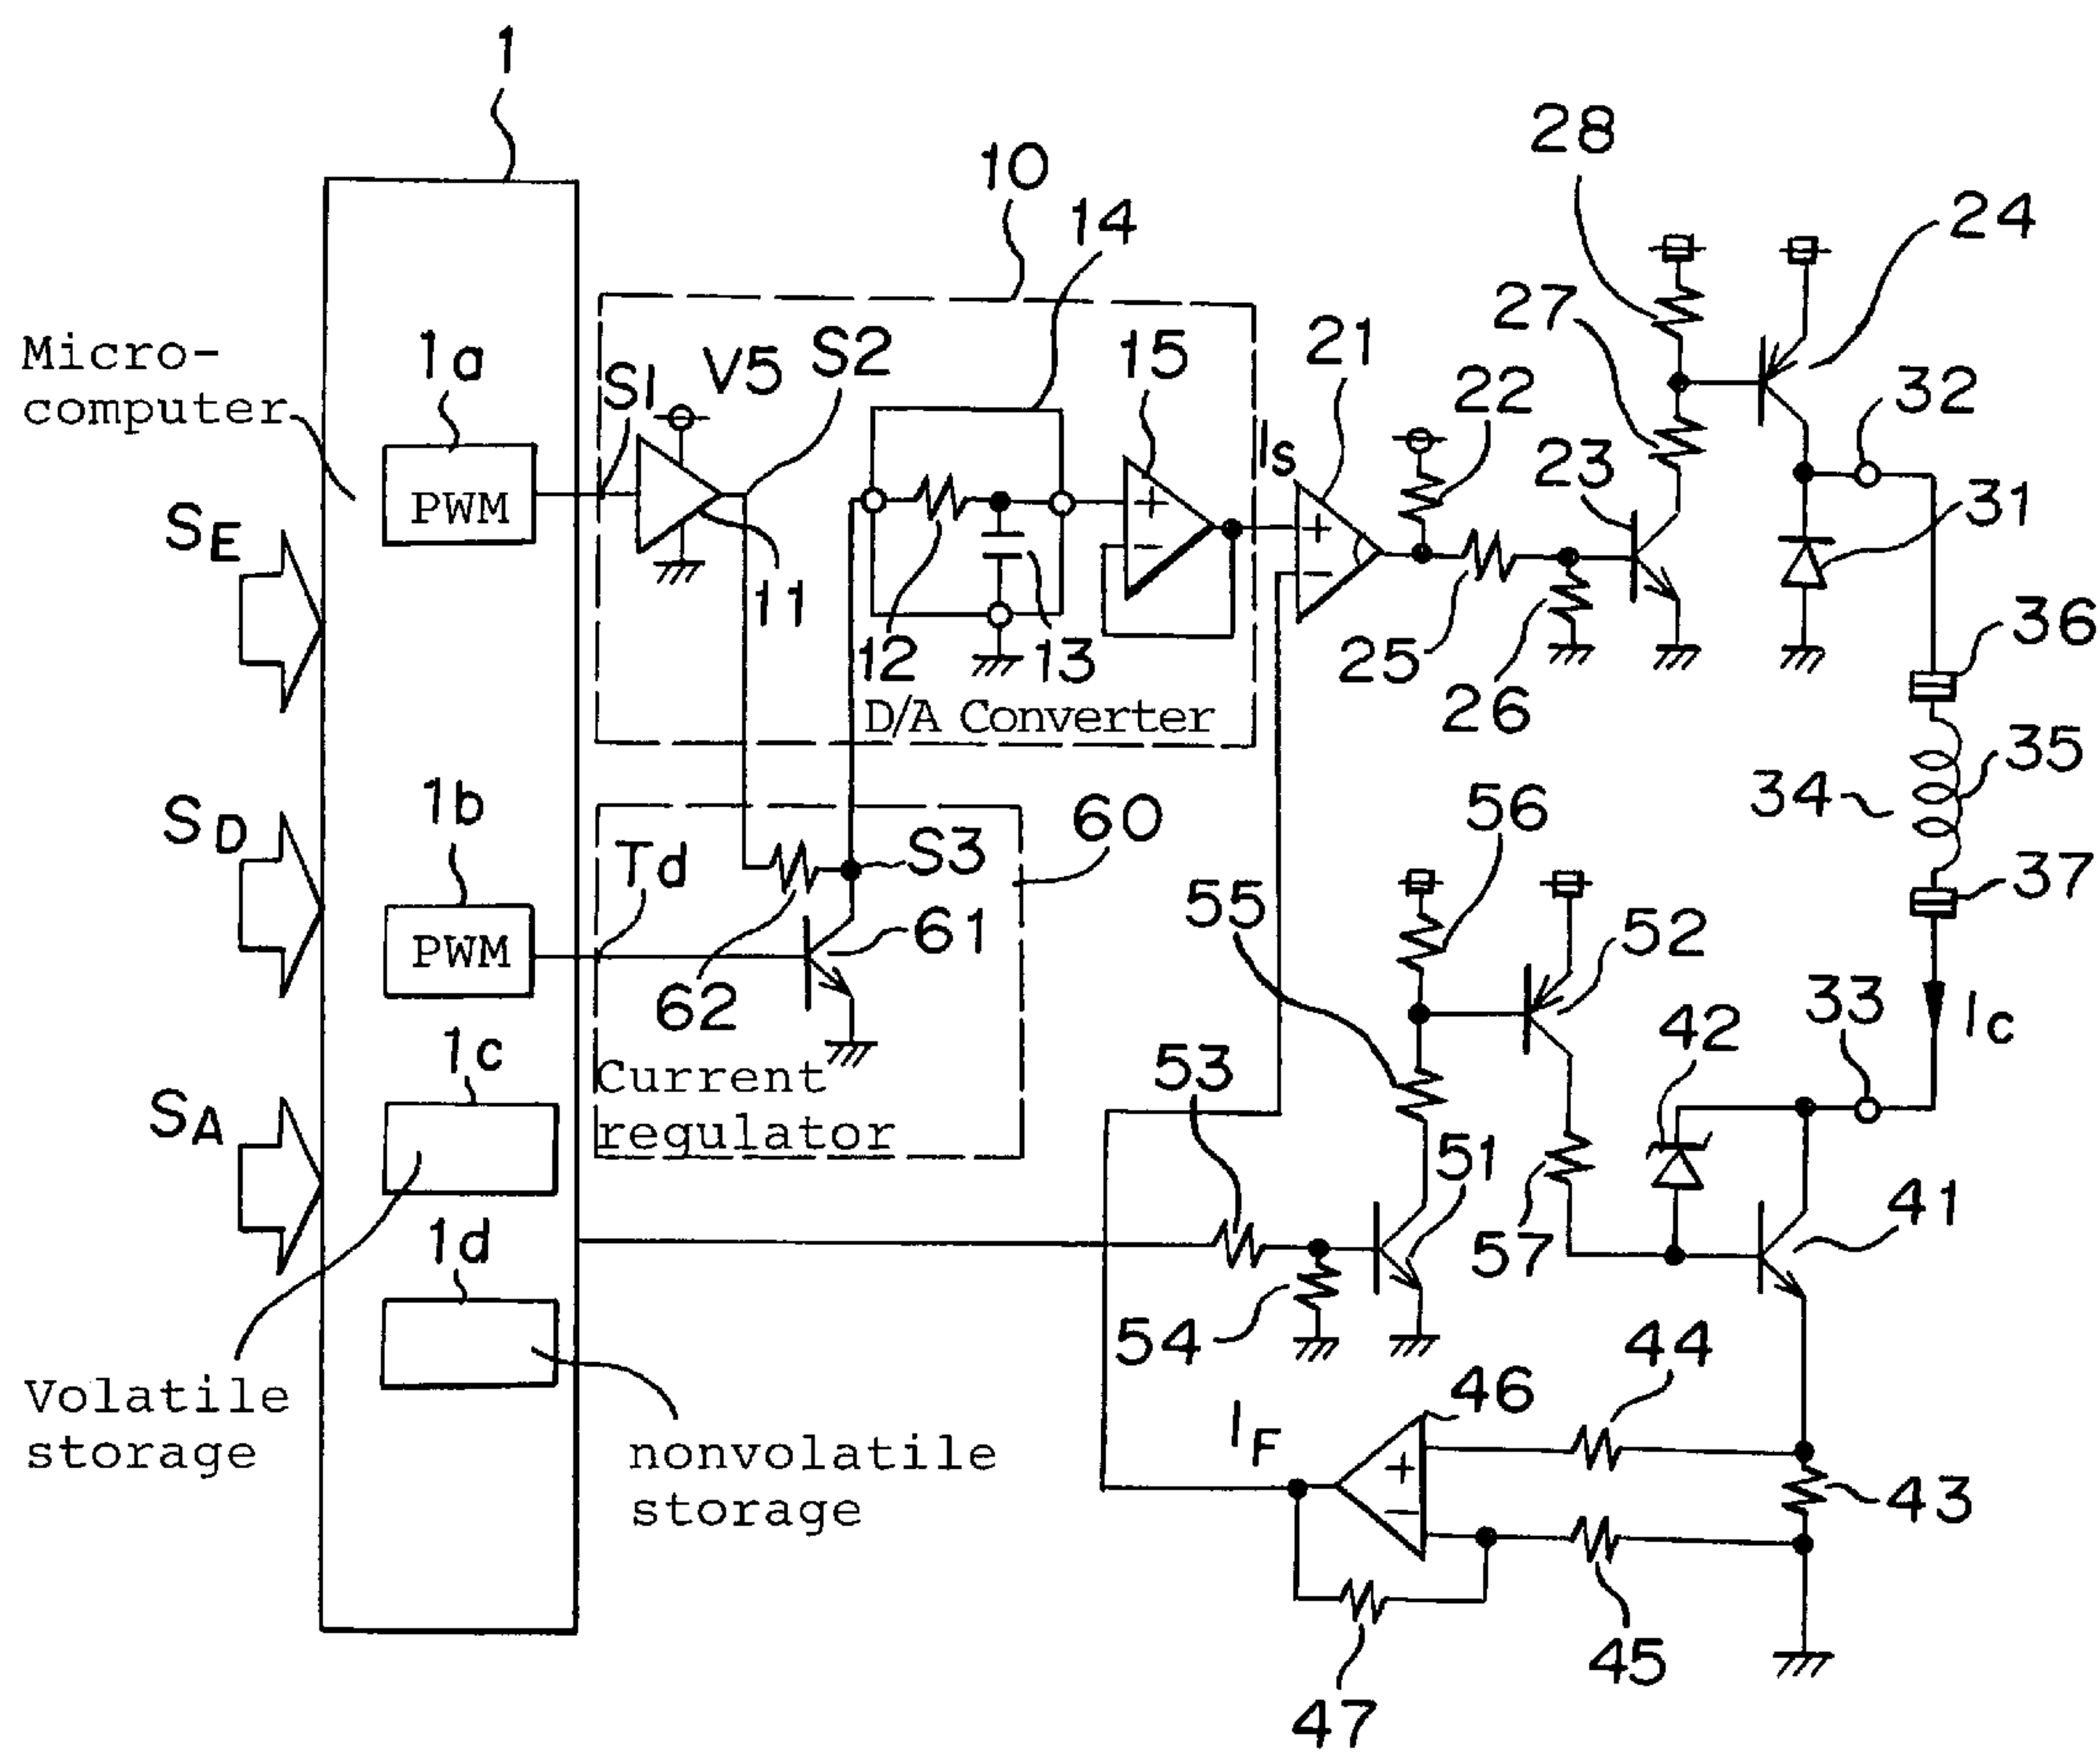 1
10
14
28
24
Micro-
computer
1a
PWM
S1
V5
S2
15
Is
21
22
27
23
32
31
SE
11
12
13
D/A Converter
25
26
36
35
34
37
SD
1b
PWM
Td
S3
60
61
62
Current
regulator
56
55
52
53
42
33
Ic
SA
1c
1d
51
57
41
54
44
46
IF
43
45
47
Volatile
storage
nonvolatile
storage